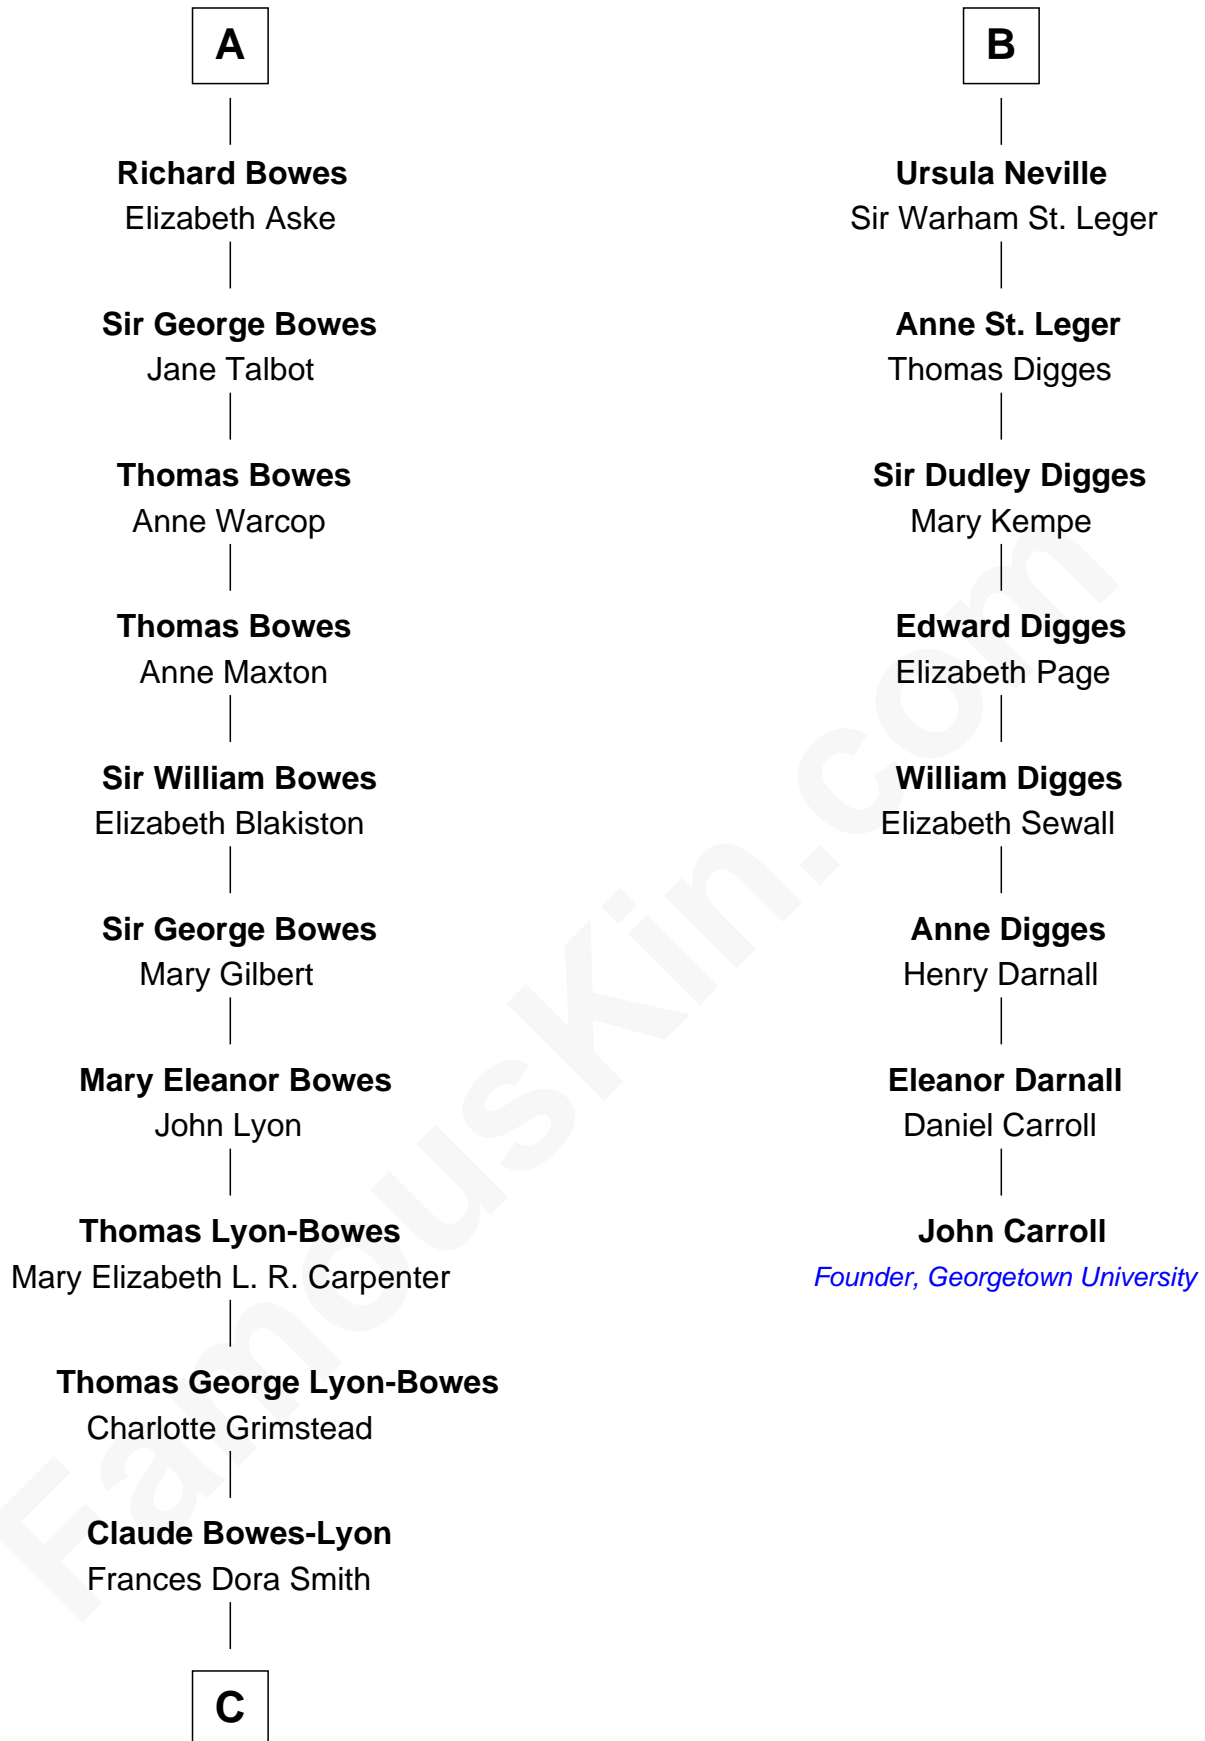 A
Richard Bowes
Elizabeth Aske
Sir George Bowes
Jane Talbot
Thomas Bowes
Anne Warcop
Thomas Bowes
Anne Maxton
Sir William Bowes
Elizabeth Blakiston
Sir George Bowes
Mary Gilbert
Mary Eleanor Bowes
John Lyon
Thomas Lyon-Bowes
Mary Elizabeth L. R. Carpenter
Thomas George Lyon-Bowes
Charlotte Grimstead
Claude Bowes-Lyon
Frances Dora Smith
C
B
Ursula Neville
Sir Warham St. Leger
Anne St. Leger
Thomas Digges
Sir Dudley Digges
Mary Kempe
Edward Digges
Elizabeth Page
William Digges
Elizabeth Sewall
Anne Digges
Henry Darnall
Eleanor Darnall
Daniel Carroll
John Carroll
Founder, Georgetown University
FamousKin.com